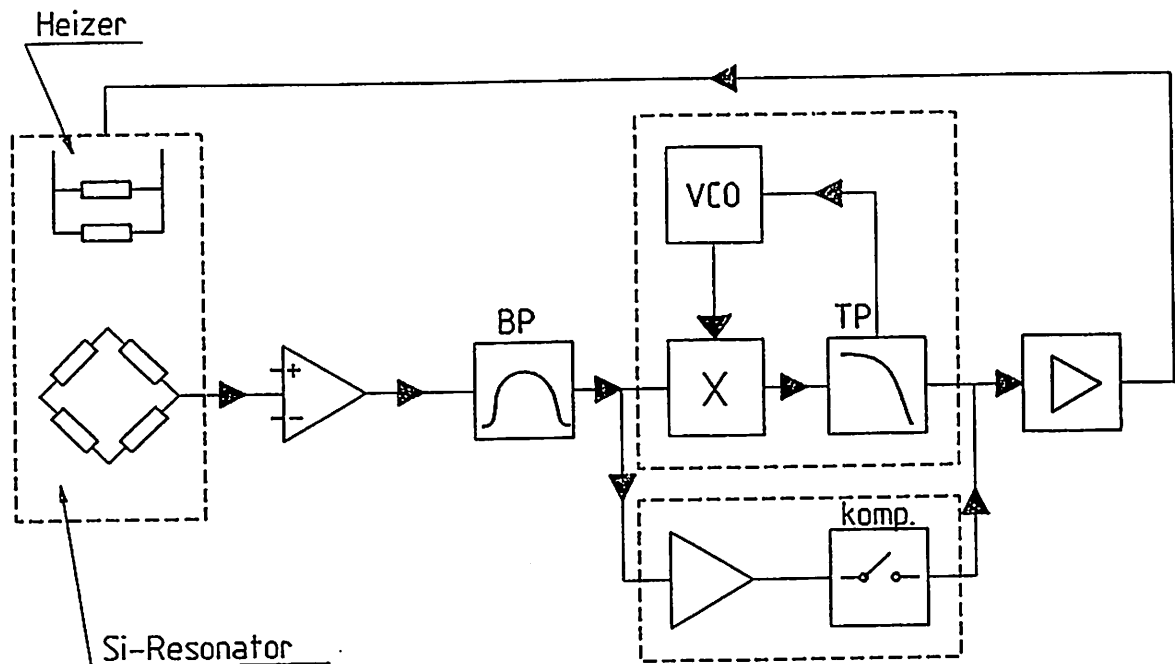 Heizer
VCO
BP
TP
X
+
-
komp.
Si-Resonator